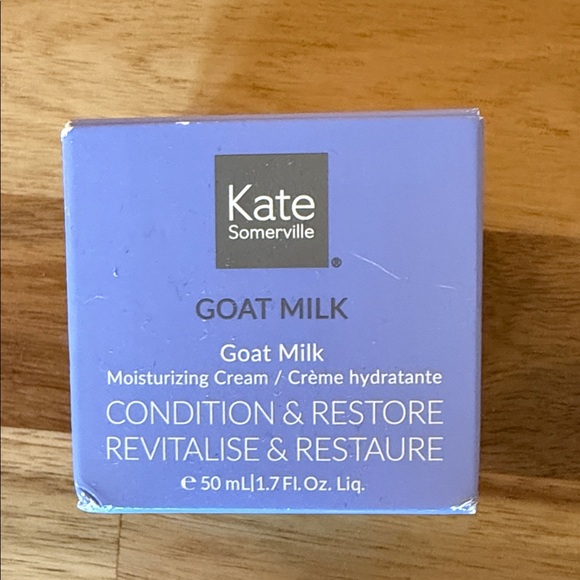 Kate
Somerville
®
GOAT MILK
Goat Milk
Moisturizing Cream / Crème hydratante
CONDITION & RESTORE
REVITALISE & RESTAURE
℮ 50 mL|1.7 Fl. Oz. Liq.